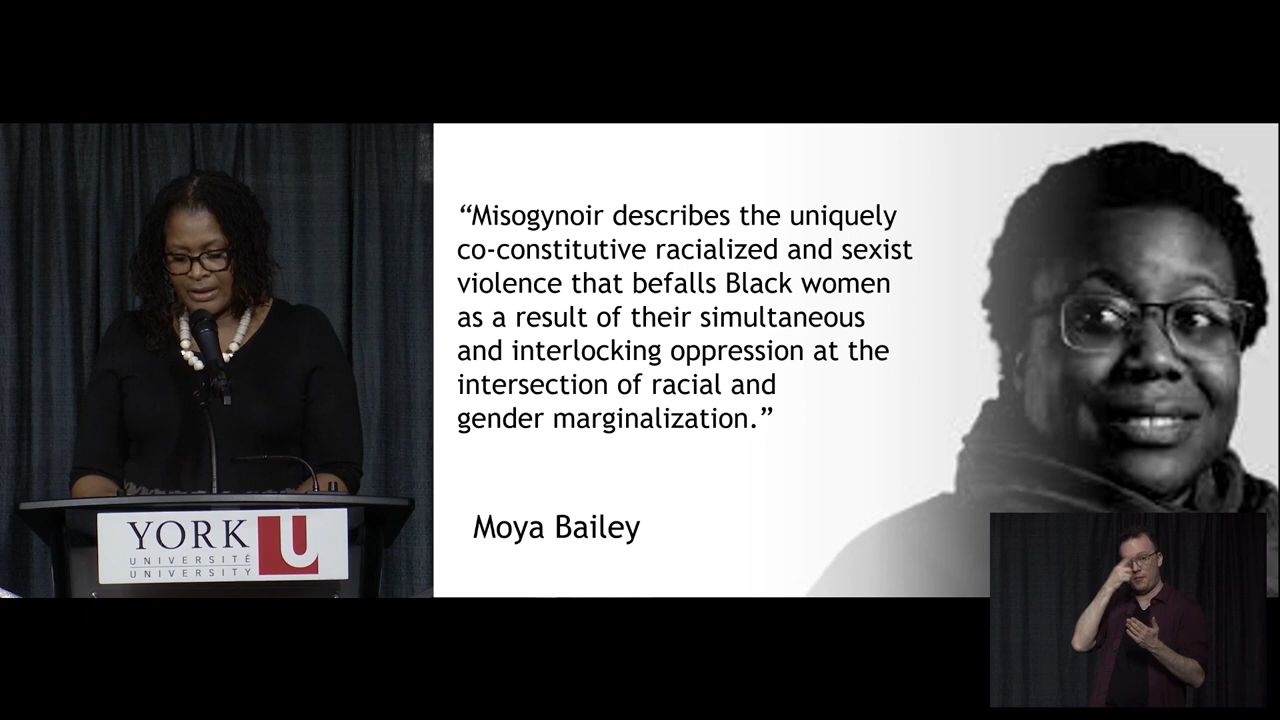 “Misogynoir describes the uniquely
co-constitutive racialized and sexist
violence that befalls Black women
as a result of their simultaneous
and interlocking oppression at the
intersection of racial and
gender marginalization.”
Moya Bailey
YORK U
UNIVERSITÉ
UNIVERSITY